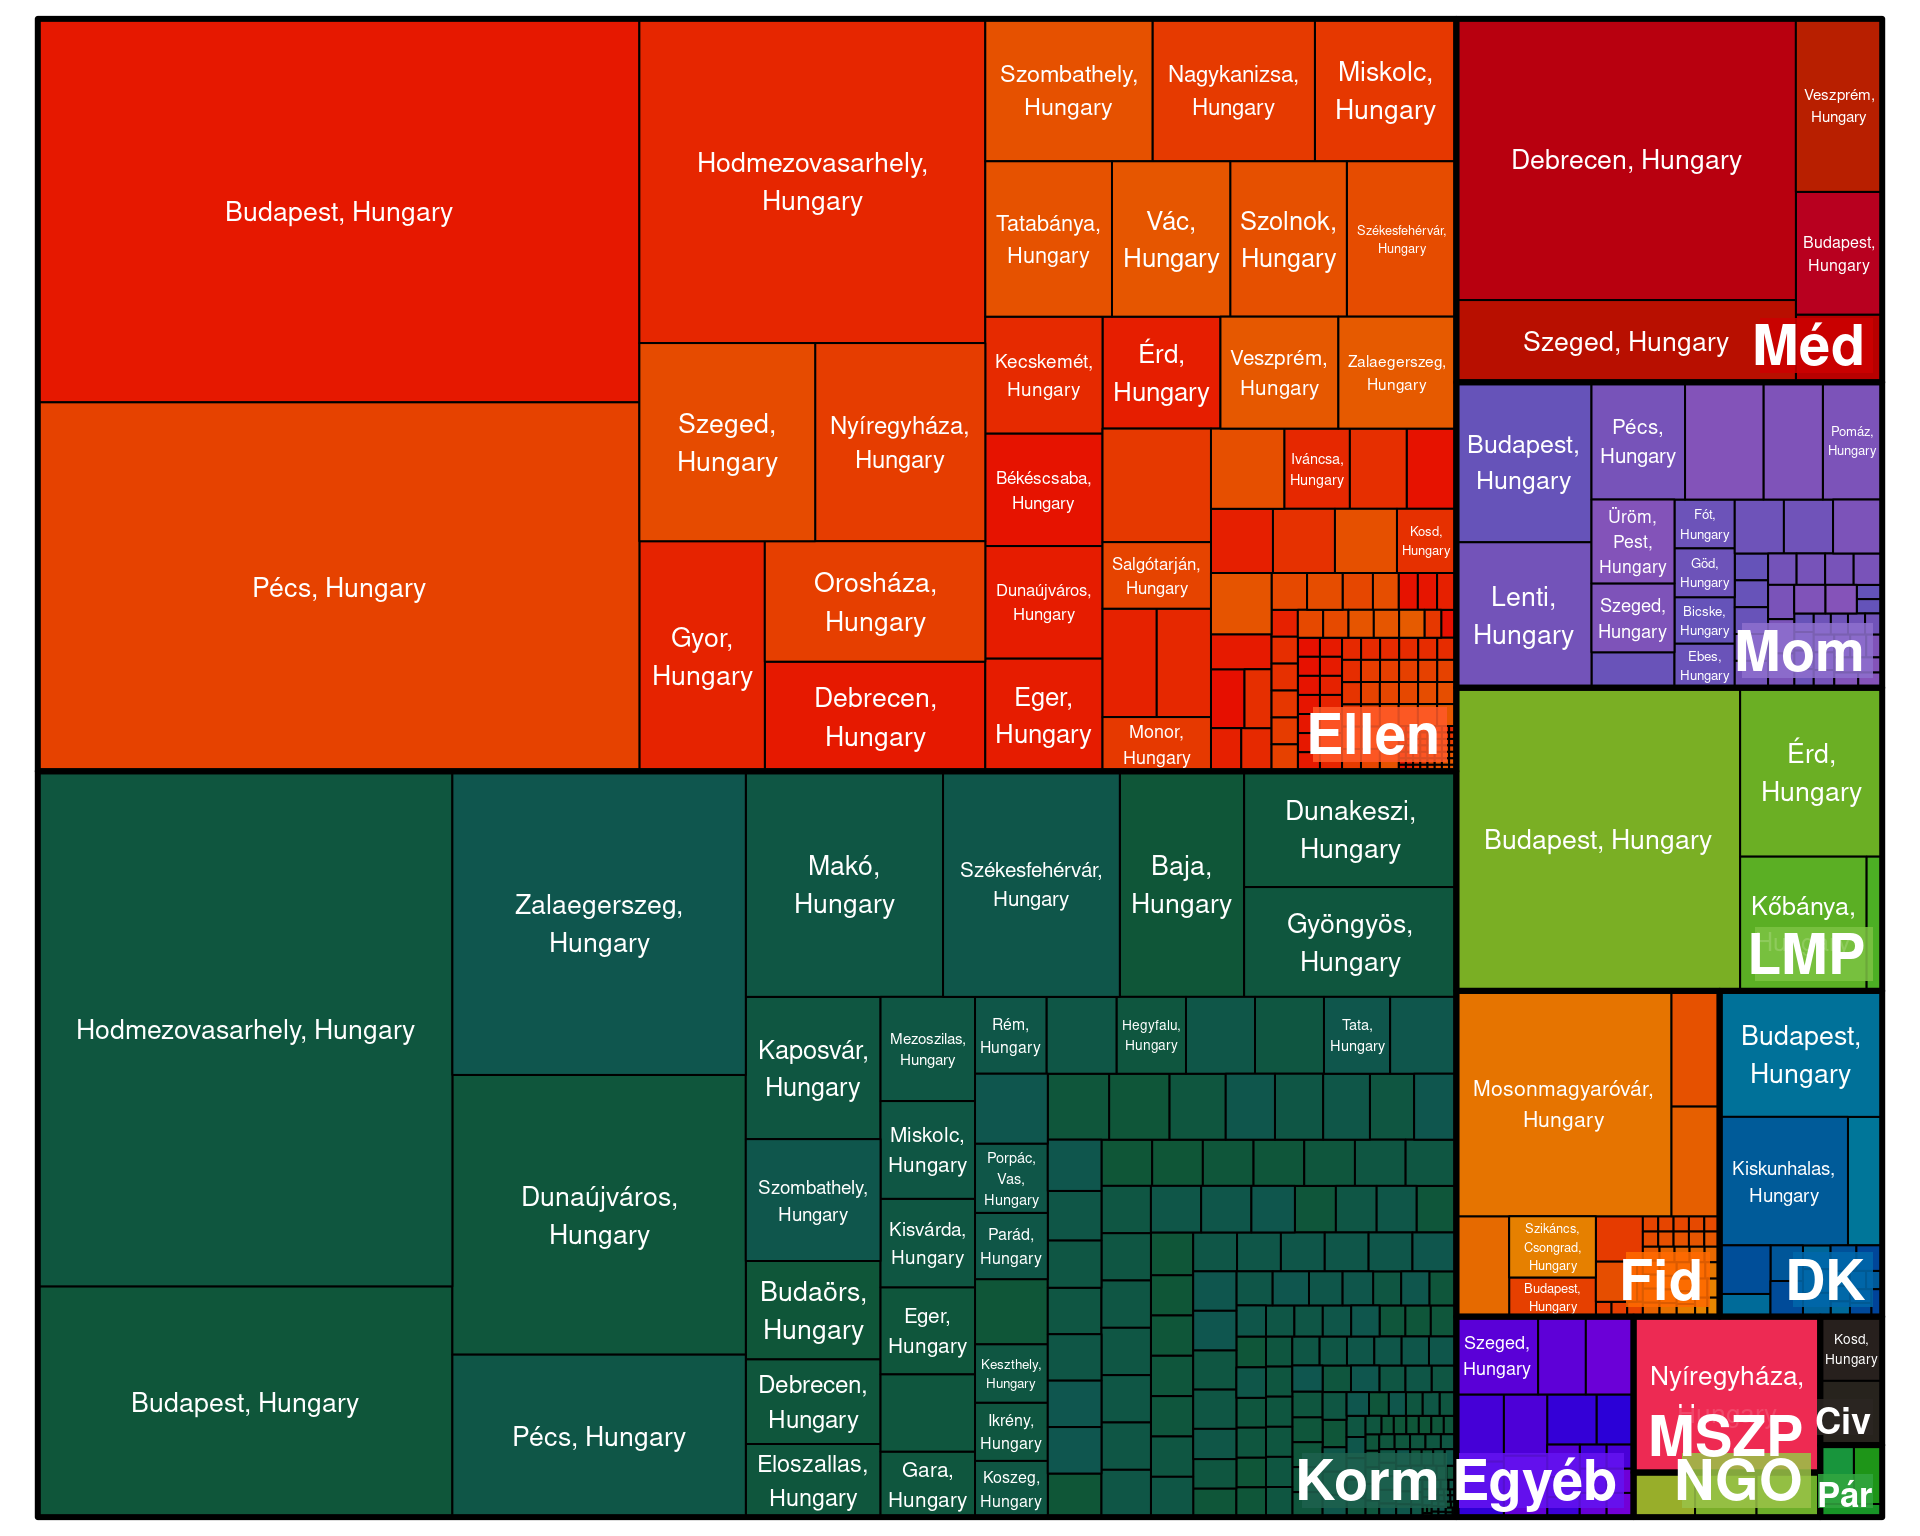 Budapest, Hungary
Pécs, Hungary
Hodmezovasarhely,
Hungary
Szeged,
Hungary
Nyíregyháza,
Hungary
Gyor,
Hungary
Orosháza,
Hungary
Debrecen,
Hungary
Szombathely,
Hungary
Nagykanizsa,
Hungary
Miskolc,
Hungary
Tatabánya,
Hungary
Vác,
Hungary
Szolnok,
Hungary
Székesfehérvár,
Hungary
Kecskemét,
Hungary
Érd,
Hungary
Veszprém,
Hungary
Zalaegerszeg,
Hungary
Békéscsaba,
Hungary
Dunaújváros,
Hungary
Eger,
Hungary
Iváncsa,
Hungary
Kosd,
Hungary
Salgótarján,
Hungary
Monor,
Hungary
Ellen
Debrecen, Hungary
Veszprém,
Hungary
Budapest,
Hungary
Szeged, Hungary
Méd
Budapest,
Hungary
Lenti,
Hungary
Pécs,
Hungary
Pomáz,
Hungary
Üröm,
Pest,
Hungary
Szeged,
Hungary
Fót,
Hungary
Göd,
Hungary
Bicske,
Hungary
Ebes,
Hungary
Mom
Budapest, Hungary
Érd,
Hungary
Kőbánya,
Hungary
LMP
Hodmezovasarhely, Hungary
Budapest, Hungary
Zalaegerszeg,
Hungary
Dunaújváros,
Hungary
Pécs, Hungary
Makó,
Hungary
Székesfehérvár,
Hungary
Baja,
Hungary
Dunakeszi,
Hungary
Gyöngyös,
Hungary
Kaposvár,
Hungary
Szombathely,
Hungary
Budaörs,
Hungary
Debrecen,
Hungary
Eloszallas,
Hungary
Mezoszilas,
Hungary
Miskolc,
Hungary
Kisvárda,
Hungary
Eger,
Hungary
Gara,
Hungary
Rém,
Hungary
Hegyfalu,
Hungary
Tata,
Hungary
Porpác,
Vas,
Hungary
Parád,
Hungary
Keszthely,
Hungary
Ikrény,
Hungary
Koszeg,
Hungary
Korm
Mosonmagyaróvár,
Hungary
Szikáncs,
Csongrad,
Hungary
Budapest,
Hungary
Fid
Budapest,
Hungary
Kiskunhalas,
Hungary
DK
Szeged,
Hungary
Egyéb
Nyíregyháza,
Hungary
MSZP
NGO
Kosd,
Hungary
Civ
Pár